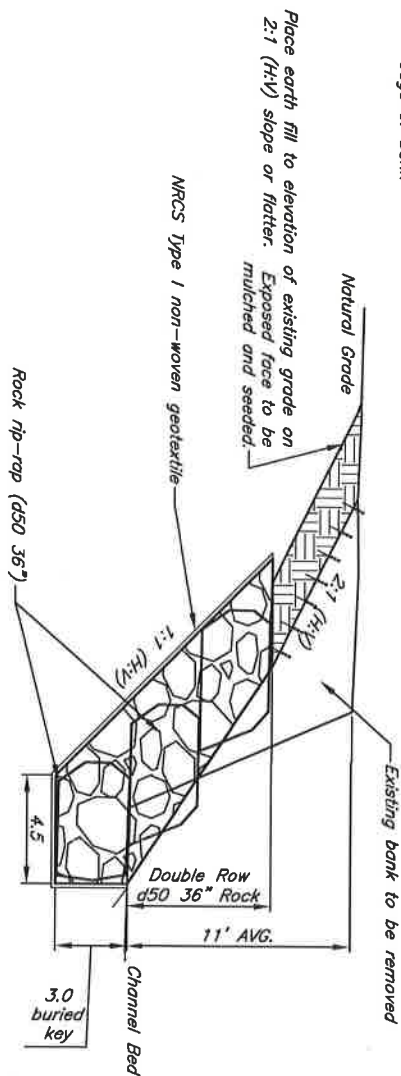 Place earth fill to elevation of existing grade on
2:1 (H:V) slope or flatter. Exposed face to be
mulched and seeded.
Natural Grade
NRCS Type I non-woven geotextile
Rock rip-rap (d50 36")
1:1 (H:V)
2:1 (H:V)
Existing bank to be removed
4.5
Double Row
d50 36" Rock
11' AVG.
3.0
buried
key
Channel Bed